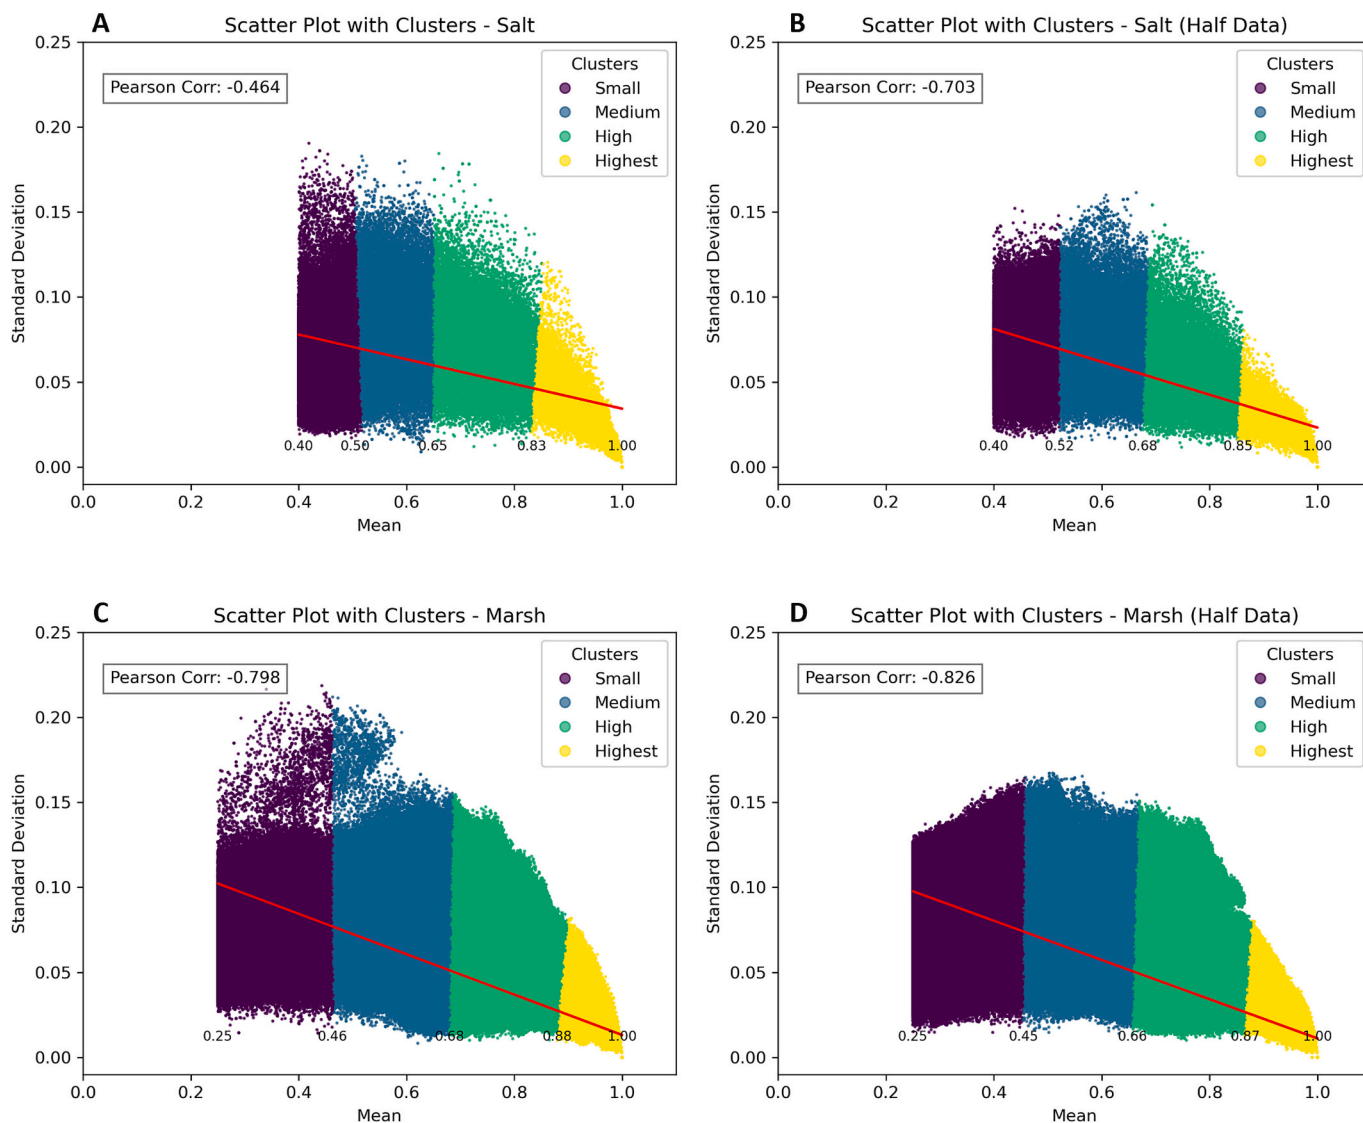 A
Scatter Plot with Clusters - Salt
Pearson Corr: -0.464
Clusters
Small
Medium
High
Highest
0.25
0.20
0.15
0.10
0.05
0.00
Standard Deviation
0.40 0.50 0.65 0.83 1.00
0.0 0.2 0.4 0.6 0.8 1.0
Mean
B
Scatter Plot with Clusters - Salt (Half Data)
Pearson Corr: -0.703
Clusters
Small
Medium
High
Highest
0.25
0.20
0.15
0.10
0.05
0.00
Standard Deviation
0.40 0.52 0.68 0.85 1.00
0.0 0.2 0.4 0.6 0.8 1.0
Mean
C
Scatter Plot with Clusters - Marsh
Pearson Corr: -0.798
Clusters
Small
Medium
High
Highest
0.25
0.20
0.15
0.10
0.05
0.00
Standard Deviation
0.25 0.46 0.68 0.88 1.00
0.0 0.2 0.4 0.6 0.8 1.0
Mean
D
Scatter Plot with Clusters - Marsh (Half Data)
Pearson Corr: -0.826
Clusters
Small
Medium
High
Highest
0.25
0.20
0.15
0.10
0.05
0.00
Standard Deviation
0.25 0.45 0.66 0.87 1.00
0.0 0.2 0.4 0.6 0.8 1.0
Mean